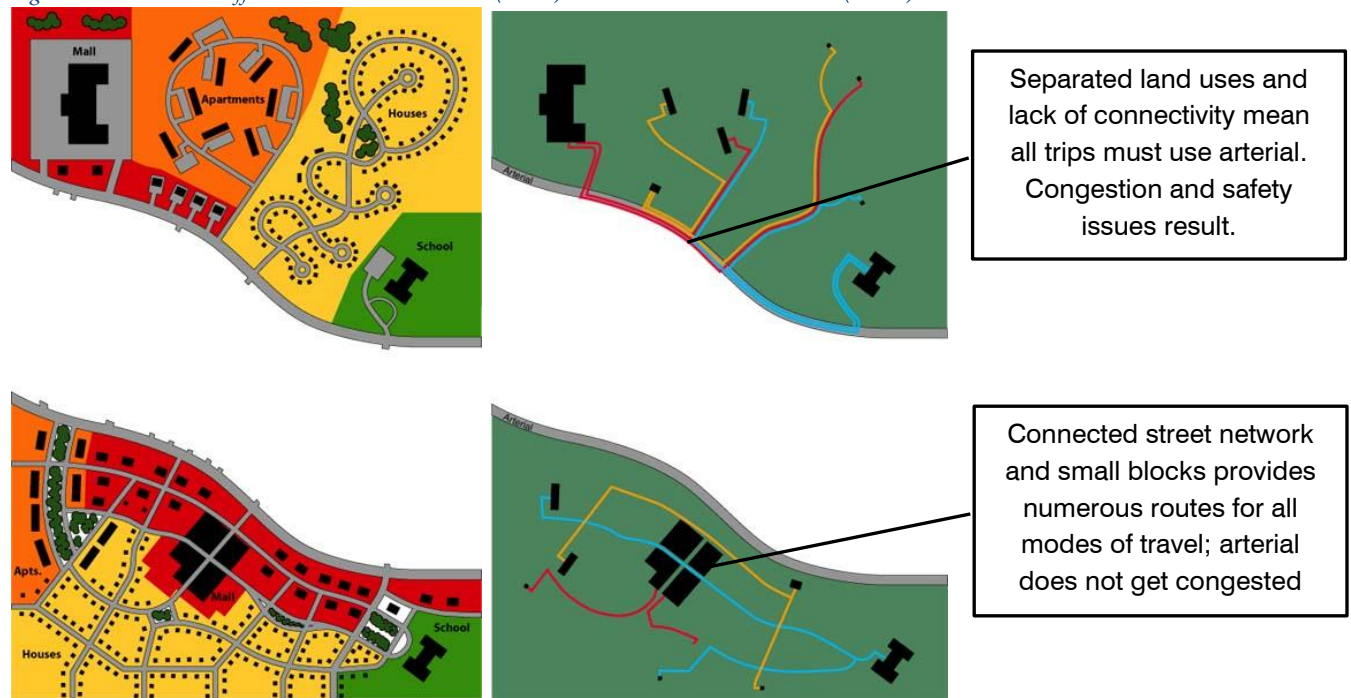 Mall
Apartments
Houses
School
Arterial
Separated land uses and
lack of connectivity mean
all trips must use arterial.
Congestion and safety
issues result.
Apts.
Mall
Houses
School
Arterial
Connected street network
and small blocks provides
numerous routes for all
modes of travel; arterial
does not get congested